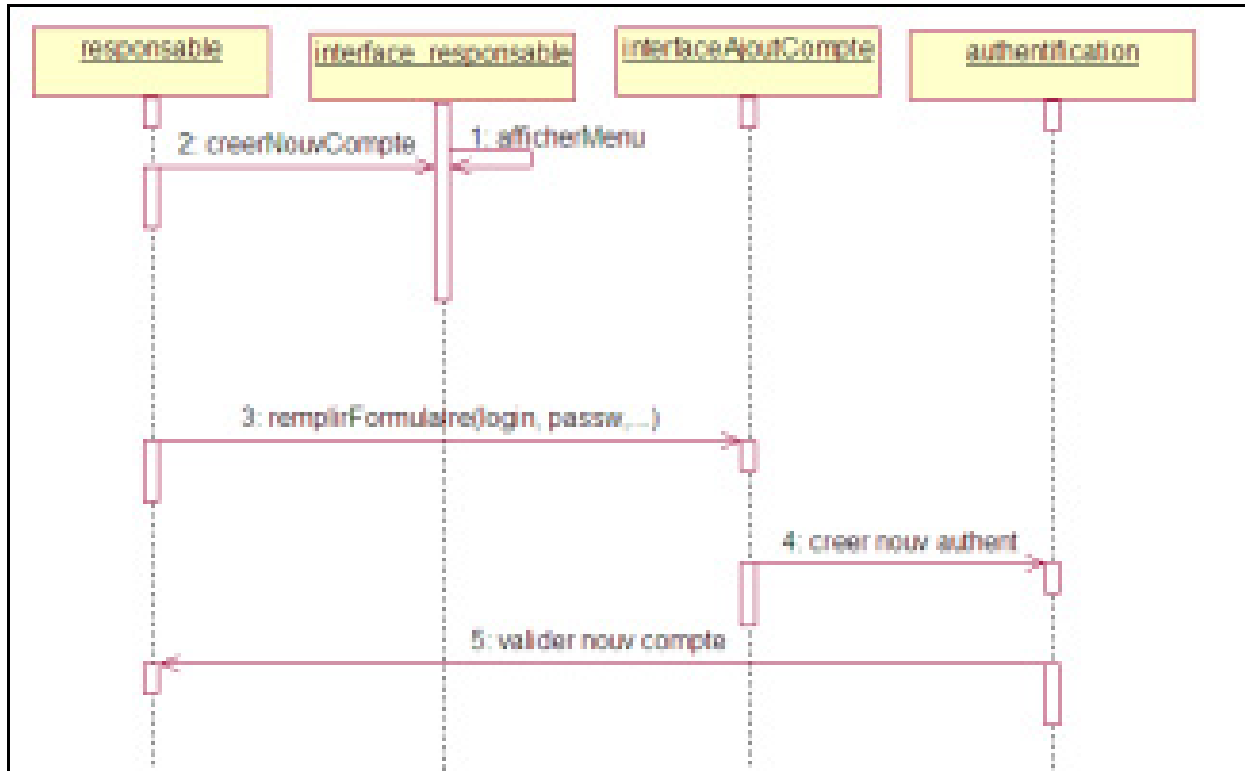 responsable
interface_responsable
interfaceAjoutCompte
authentification
2: creerNouvCompte
1: afficherMenu
3: remplirFormulaire(login, passw,...)
4: creer nouv authent
5: valider nouv compte